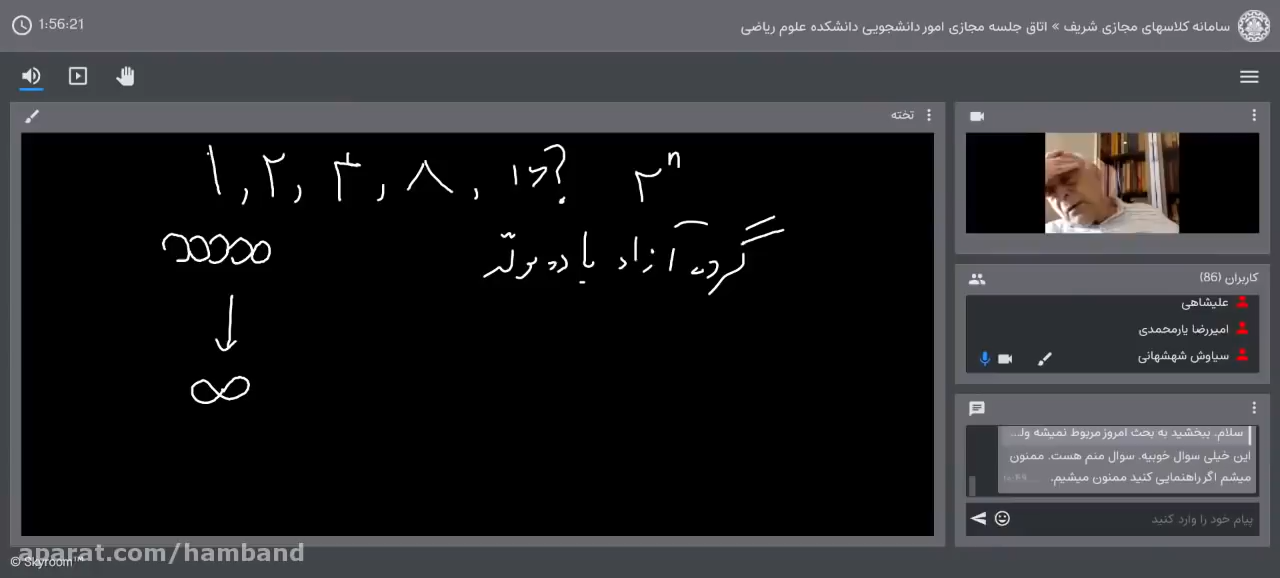 1:56:21
سامانه کلاسهای مجازی شریف » اتاق جلسه مجازی امور دانشجویی دانشکده علوم ریاضی
تخته
۱, ۲, ۴, ۸, ۱۶? ۲ⁿ
گروه آزاد با دو مولد
∞
کاربران (86)
علیشاهی
امیررضا یارمحمدی
سیاوش شهشهانی
سلام. ببخشید به بحث امروز مربوط نمیشه ول...
این خیلی سوال خوبیه. سوال منم هست. ممنون
میشم اگر راهنمایی کنید ممنون میشیم.
پیام خود را وارد کنید
aparat.com/hamband
© Skyroom™